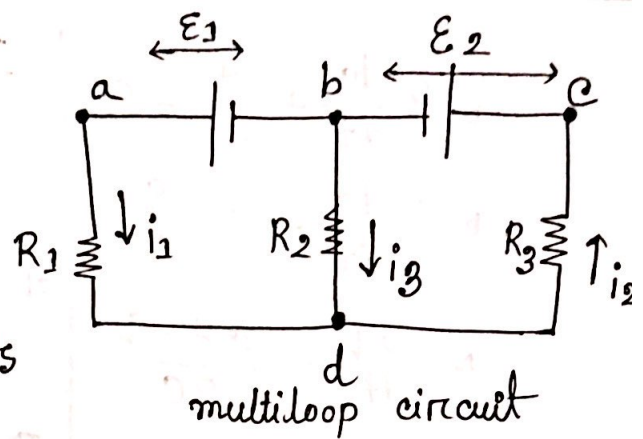 ε1 ε2
a b c
R1 i1 R2 i3 R3 i2
s
d
multiloop circuit